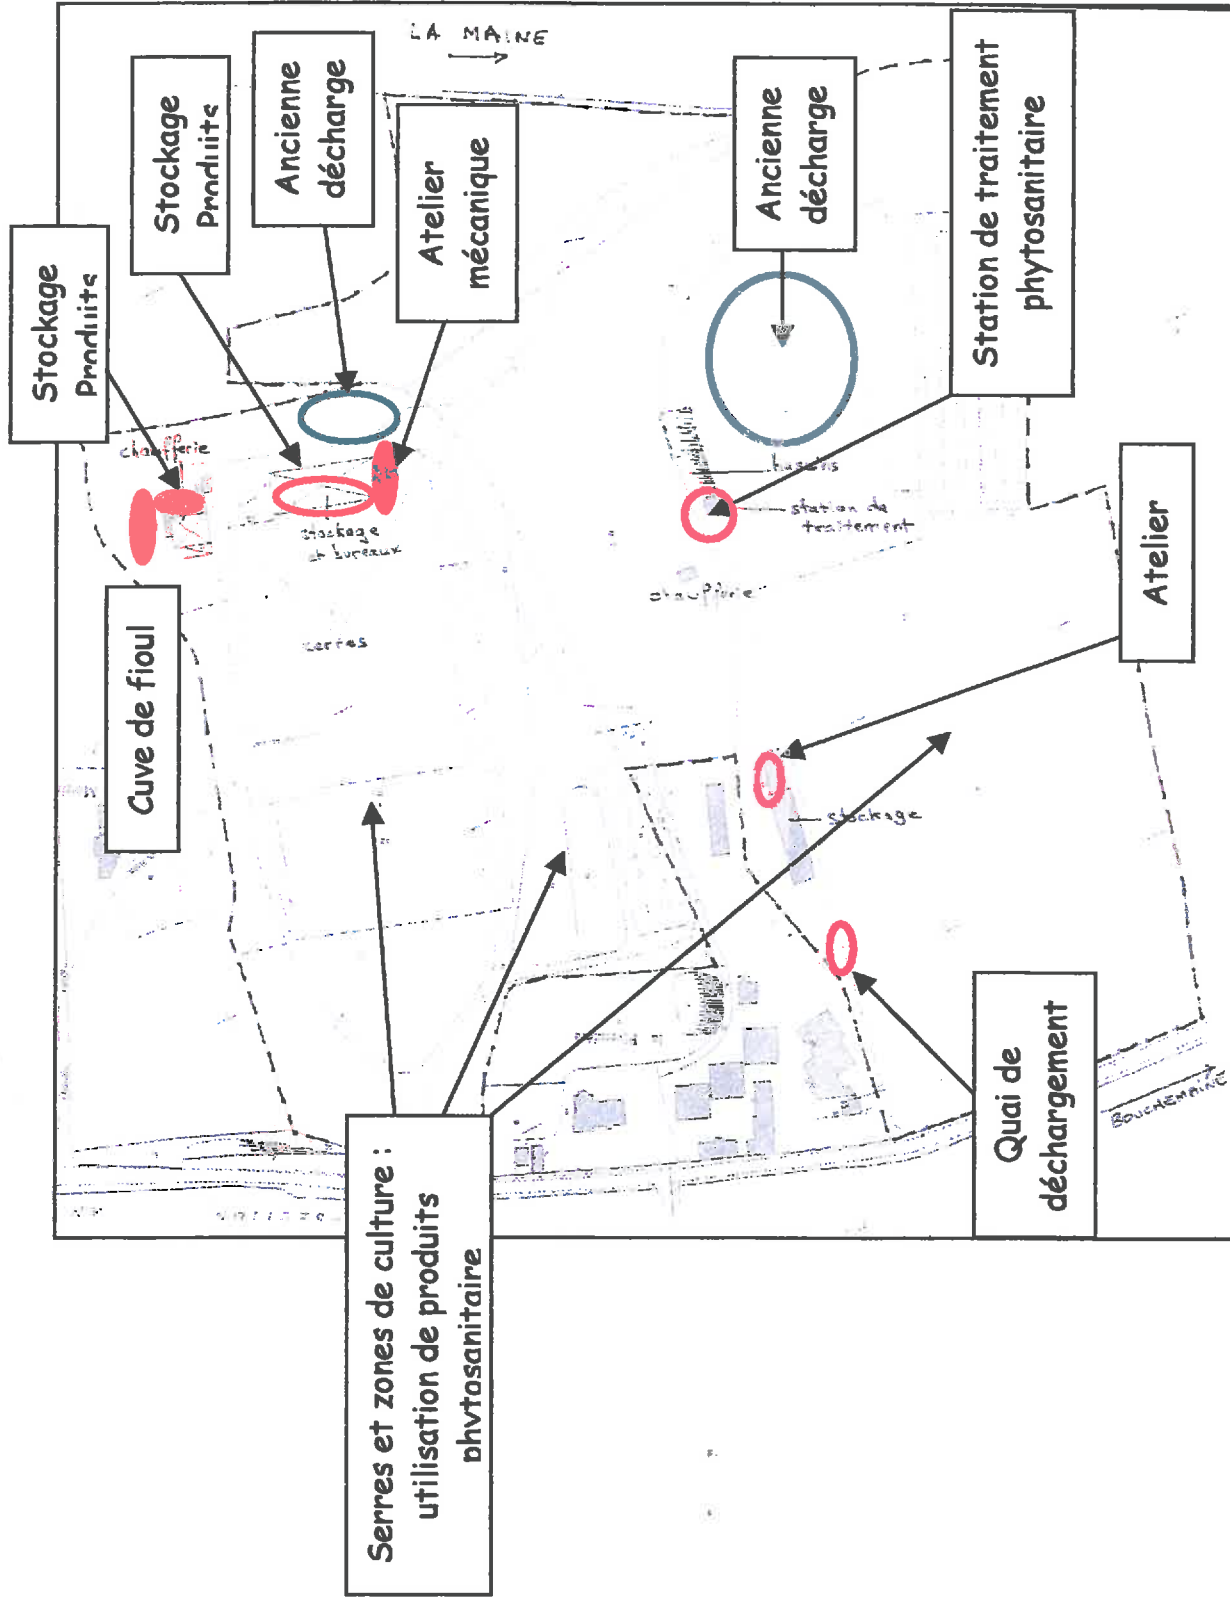 LA MAINE
Stockage
Produits
Stockage
Produits
Ancienne
décharge
Atelier
mécanique
Ancienne
décharge
Station de traitement
phytosanitaire
chaufferie
stockage
et bureaux
serres
bassins
station de
traitement
chaufferie
Cuve de fioul
Atelier
stockage
Serres et zones de culture :
utilisation de produits
phytosanitaire
Quai de
déchargement
BOUCHEMAINE